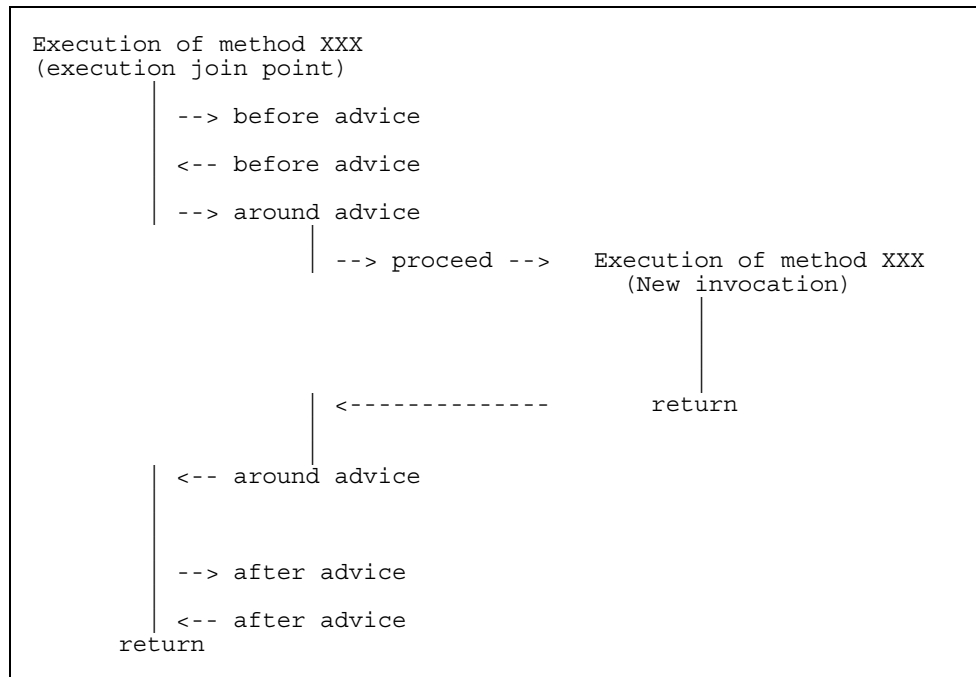 Execution of method XXX
(execution join point)
--> before advice
<-- before advice
--> around advice
--> proceed --> Execution of method XXX
(New invocation)
<-------------- return
<-- around advice
--> after advice
<-- after advice
return